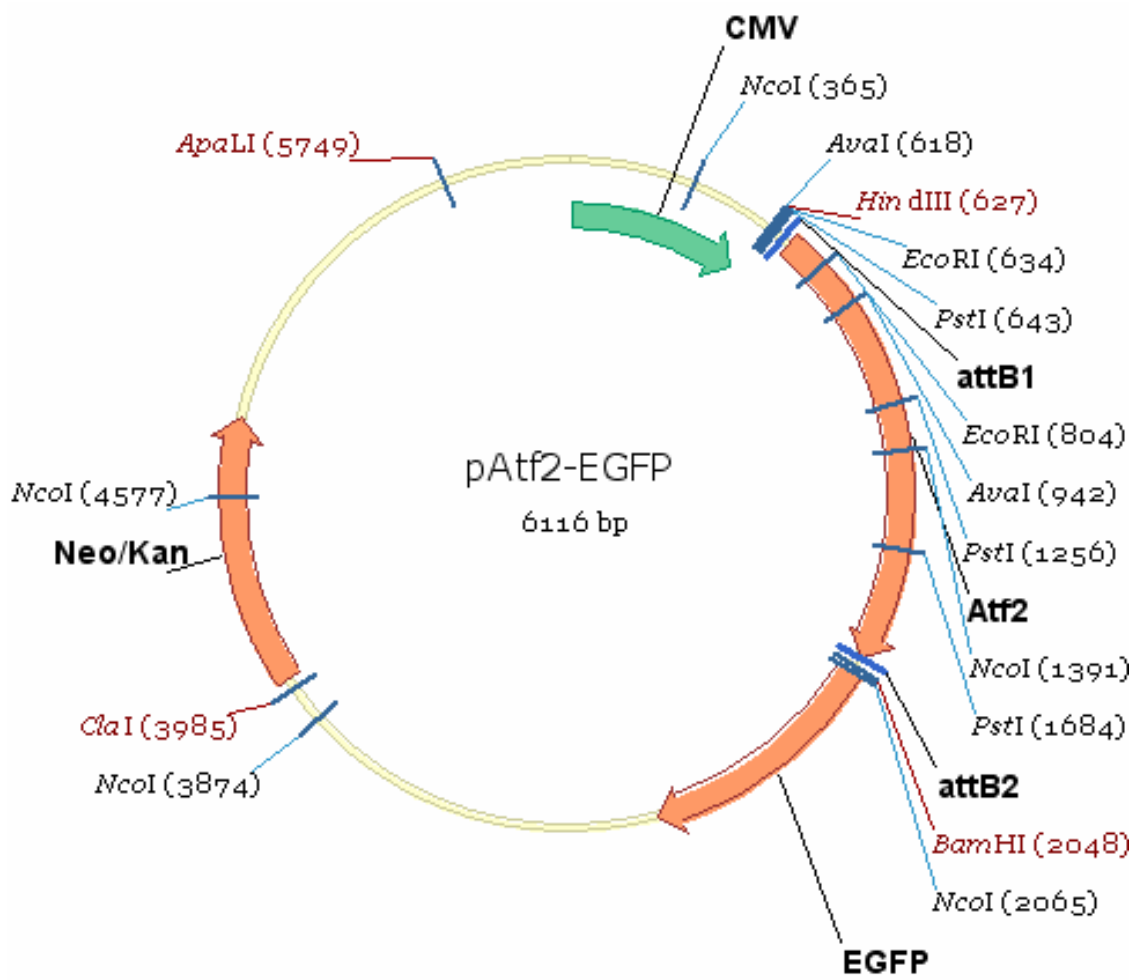 CMV
NcoI (365)
ApaLI (5749)
AvaI (618)
Hin dIII (627)
EcoRI (634)
PstI (643)
attB1
EcoRI (804)
pAtf2-EGFP
6116 bp
NcoI (4577)
AvaI (942)
Neo/Kan
PstI (1256)
Atf2
NcoI (1391)
ClaI (3985)
PstI (1684)
NcoI (3874)
attB2
BamHI (2048)
NcoI (2065)
EGFP